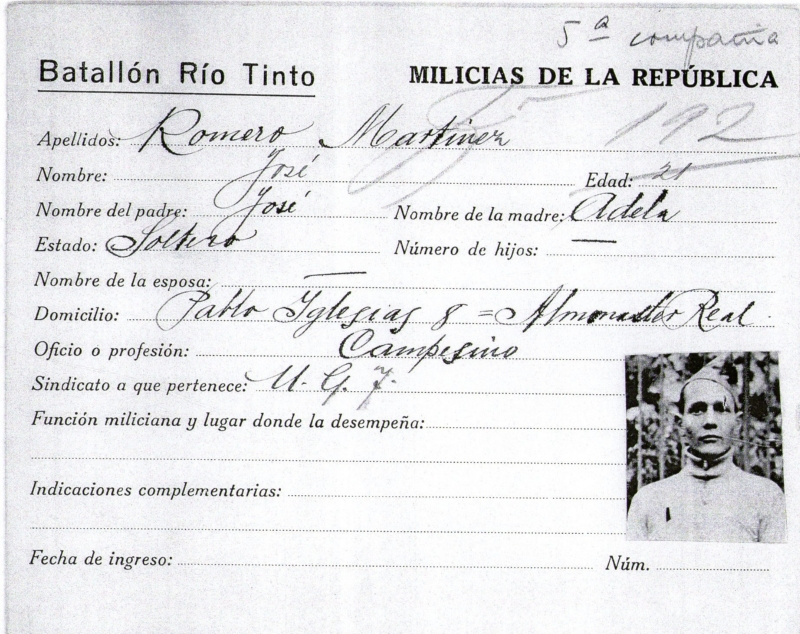 5ª compañia
Batallón Río Tinto MILICIAS DE LA REPÚBLICA
192
Apellidos: Romero Martinez
Nombre: José Edad: 21
Nombre del padre: José Nombre de la madre: Adela
Estado: Soltero Número de hijos: —
Nombre de la esposa: —
Domicilio: Pablo Iglesias 8 = Almonaster Real.
Oficio o profesión: Campesino
Sindicato a que pertenece: U. G. T.
Función miliciana y lugar donde la desempeña:
Indicaciones complementarias:
Fecha de ingreso: Núm.